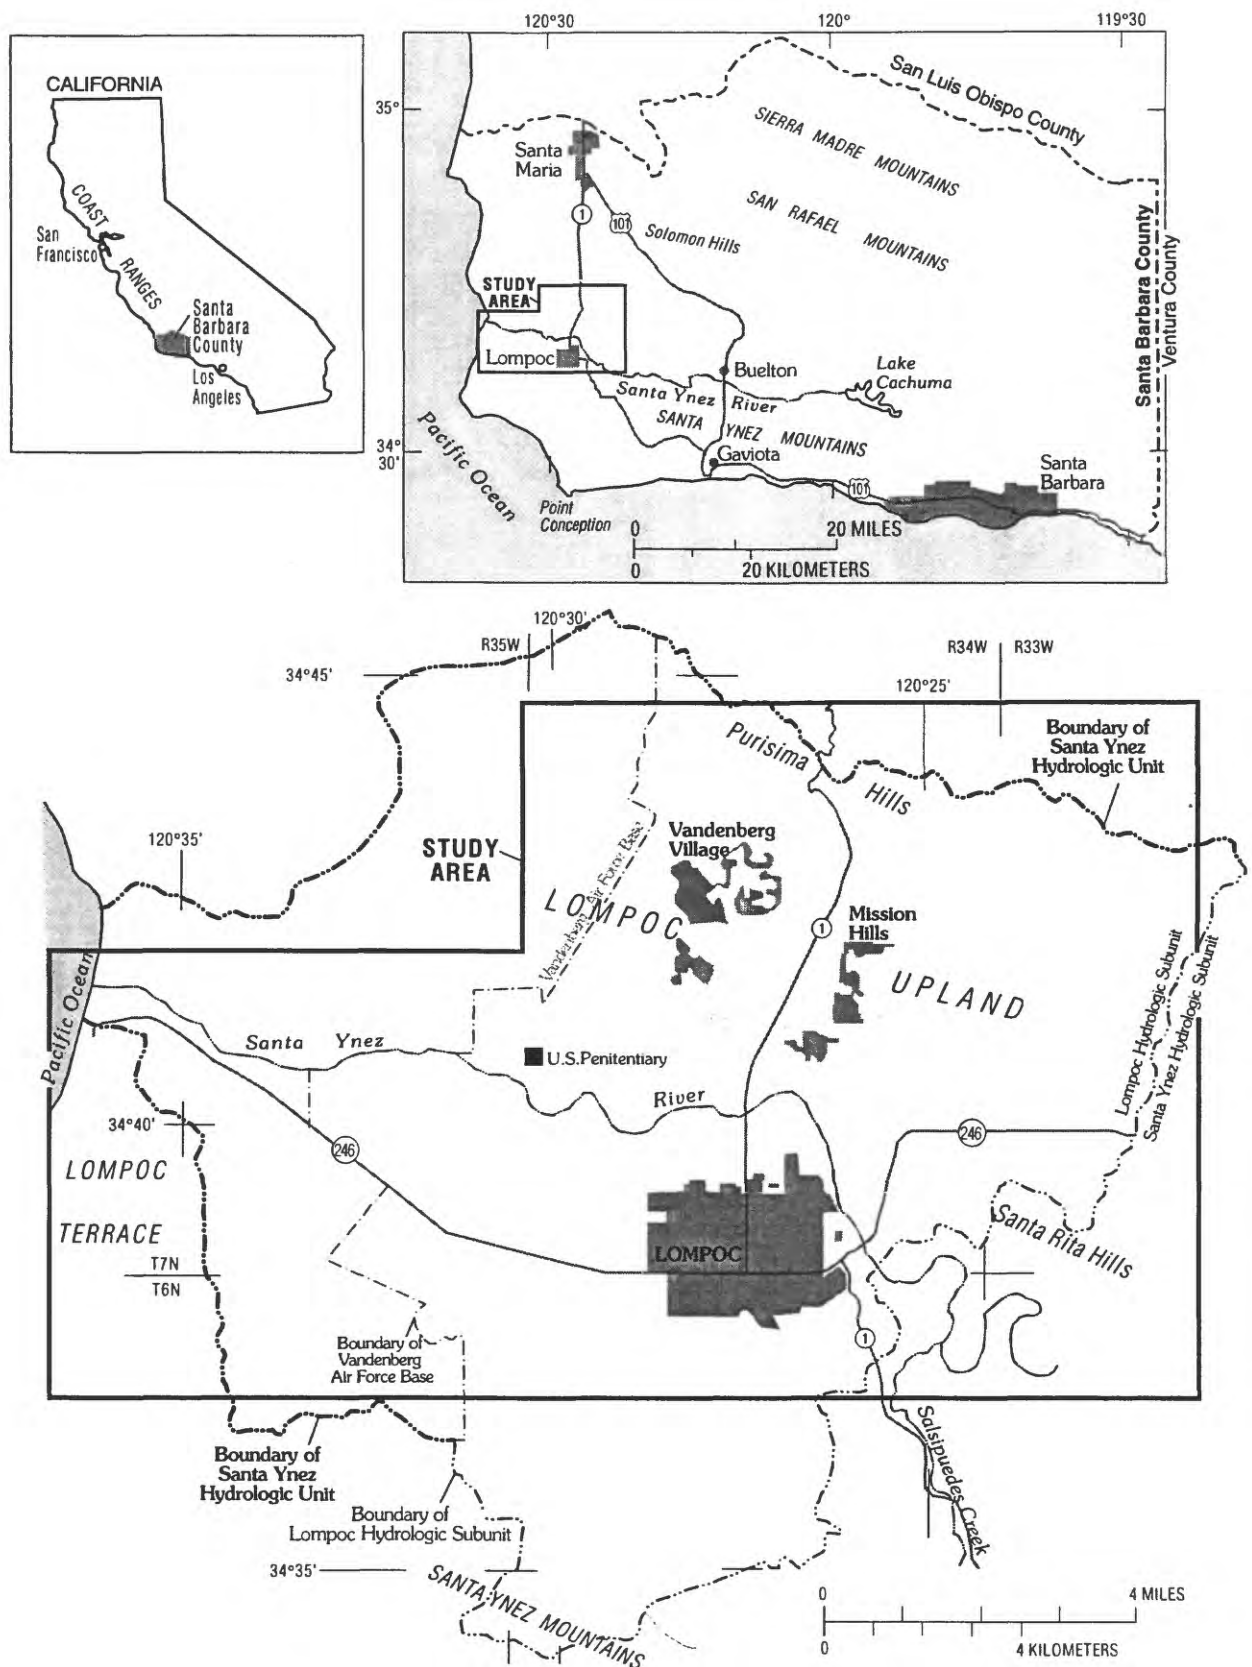 CALIFORNIA
COAST
RANGES
San
Francisco
Santa
Barbara
County
Los
Angeles
120°30'
120°
119°30'
35°
34°
30'
San Luis Obispo County
SIERRA MADRE MOUNTAINS
SAN RAFAEL MOUNTAINS
Santa
Maria
1
101
Solomon Hills
Santa Barbara County
Ventura County
STUDY
AREA
Lompoc
Buelton
Lake
Cachuma
Santa Ynez River
SANTA YNEZ MOUNTAINS
Gaviota
Pacific Ocean
Point
Conception
101
Santa
Barbara
0 20 MILES
0 20 KILOMETERS
120°30'
R35W
R34W R33W
34°45'
120°25'
Purisima Hills
Boundary of
Santa Ynez
Hydrologic Unit
120°35'
STUDY
AREA
Vandenberg Air Force Base
Vandenberg
Village
LOMPOC UPLAND
1
Mission
Hills
Pacific Ocean
Lompoc Hydrologic Subunit
Santa Ynez Hydrologic Subunit
Santa Ynez River
U.S.Penitentiary
34°40'
246
246
LOMPOC
TERRACE
T7N
T6N
LOMPOC
Santa Rita Hills
1
Boundary of
Vandenberg
Air Force Base
Boundary of
Santa Ynez
Hydrologic Unit
Boundary of
Lompoc Hydrologic Subunit
Salsipuedes Creek
34°35'
SANTA YNEZ MOUNTAINS
0 4 MILES
0 4 KILOMETERS